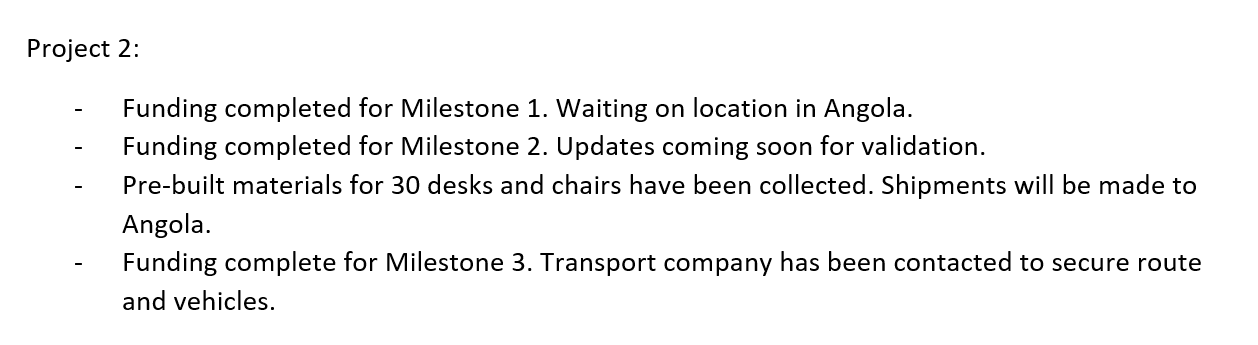 Project 2:
- Funding completed for Milestone 1. Waiting on location in Angola.
- Funding completed for Milestone 2. Updates coming soon for validation.
- Pre-built materials for 30 desks and chairs have been collected. Shipments will be made to
Angola.
- Funding complete for Milestone 3. Transport company has been contacted to secure route
and vehicles.